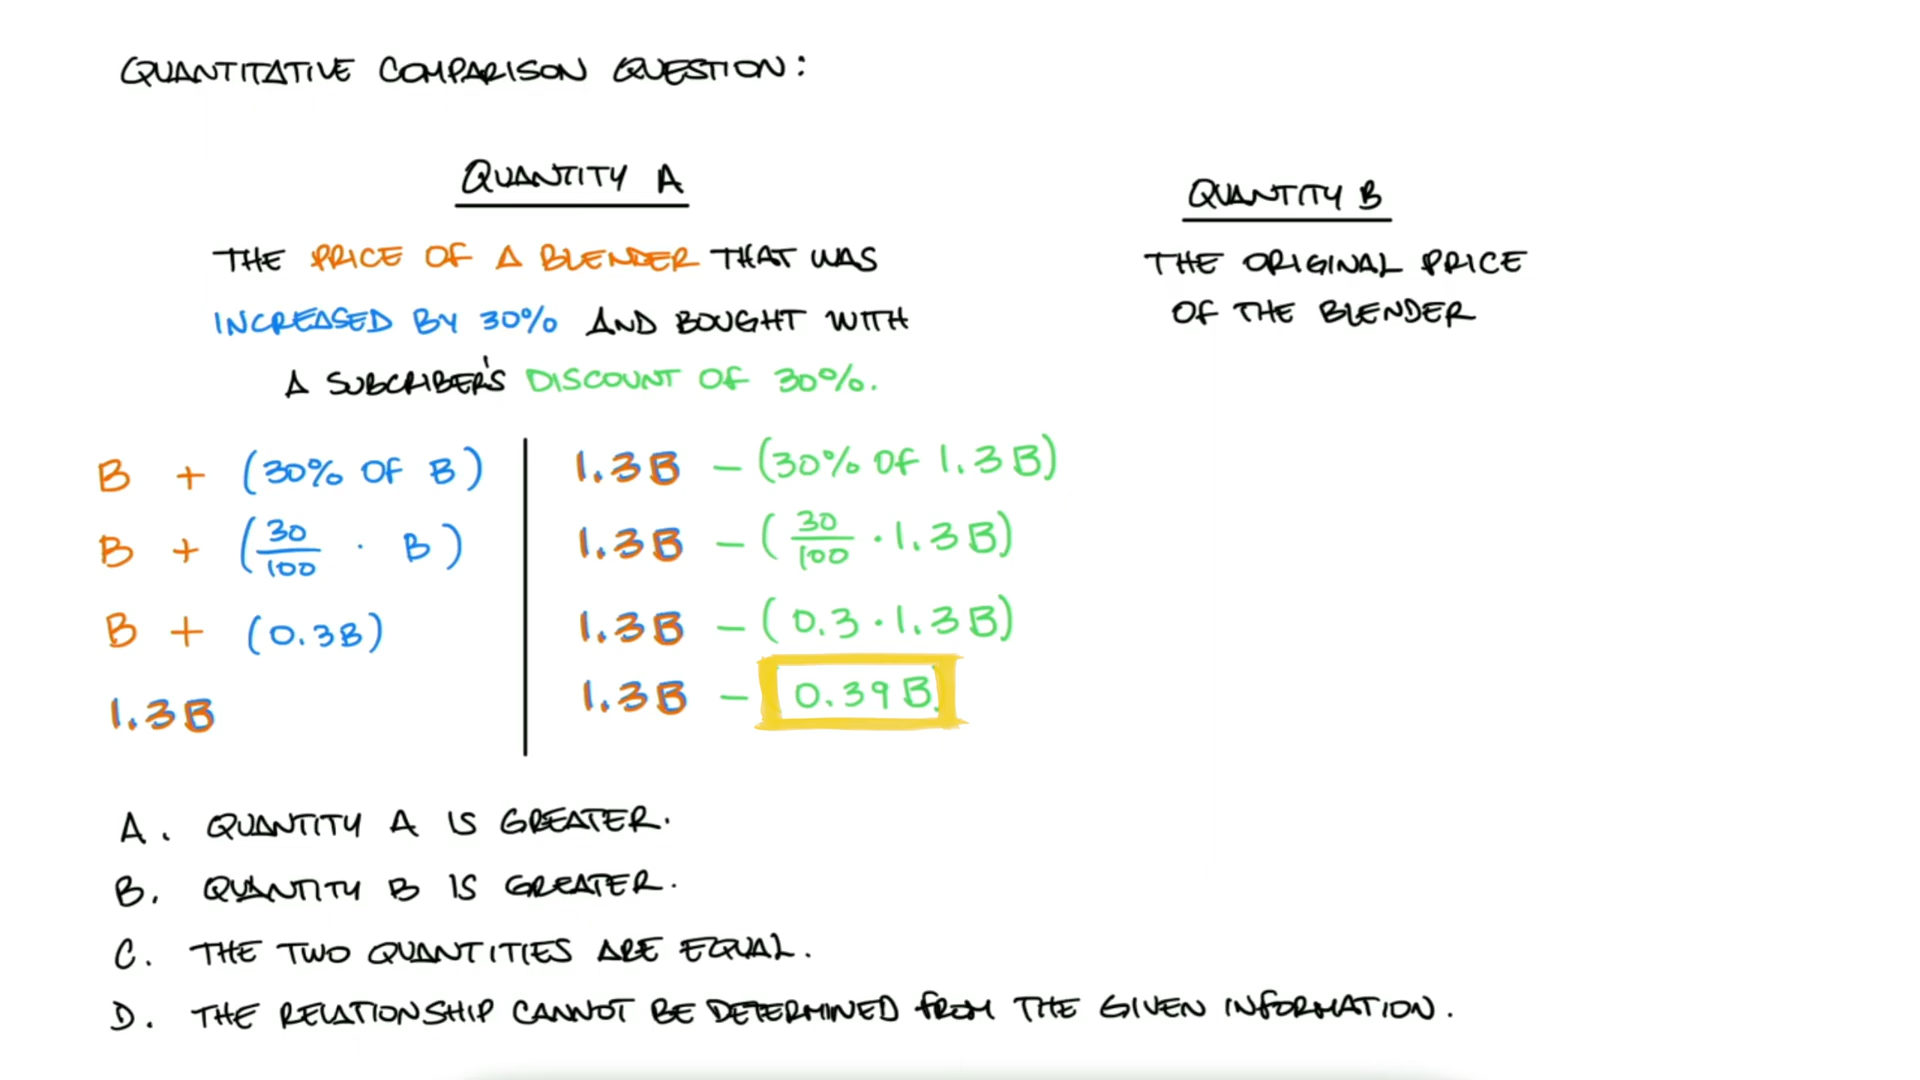 QUANTITATIVE COMPARISON QUESTION:
QUANTITY A
THE PRICE OF A BLENDER THAT WAS
INCREASED BY 30% AND BOUGHT WITH
A SUBCRIBER'S DISCOUNT OF 30%.
QUANTITY B
THE ORIGINAL PRICE
OF THE BLENDER
B + (30% OF B)
B + (30/100 · B)
B + (0.3B)
1.3B
1.3B - (30% OF 1.3B)
1.3B - (30/100 · 1.3B)
1.3B - (0.3 · 1.3B)
1.3B - 0.39B
A. QUANTITY A IS GREATER.
B. QUANTITY B IS GREATER.
C. THE TWO QUANTITIES ARE EQUAL.
D. THE RELATIONSHIP CANNOT BE DETERMINED FROM THE GIVEN INFORMATION.